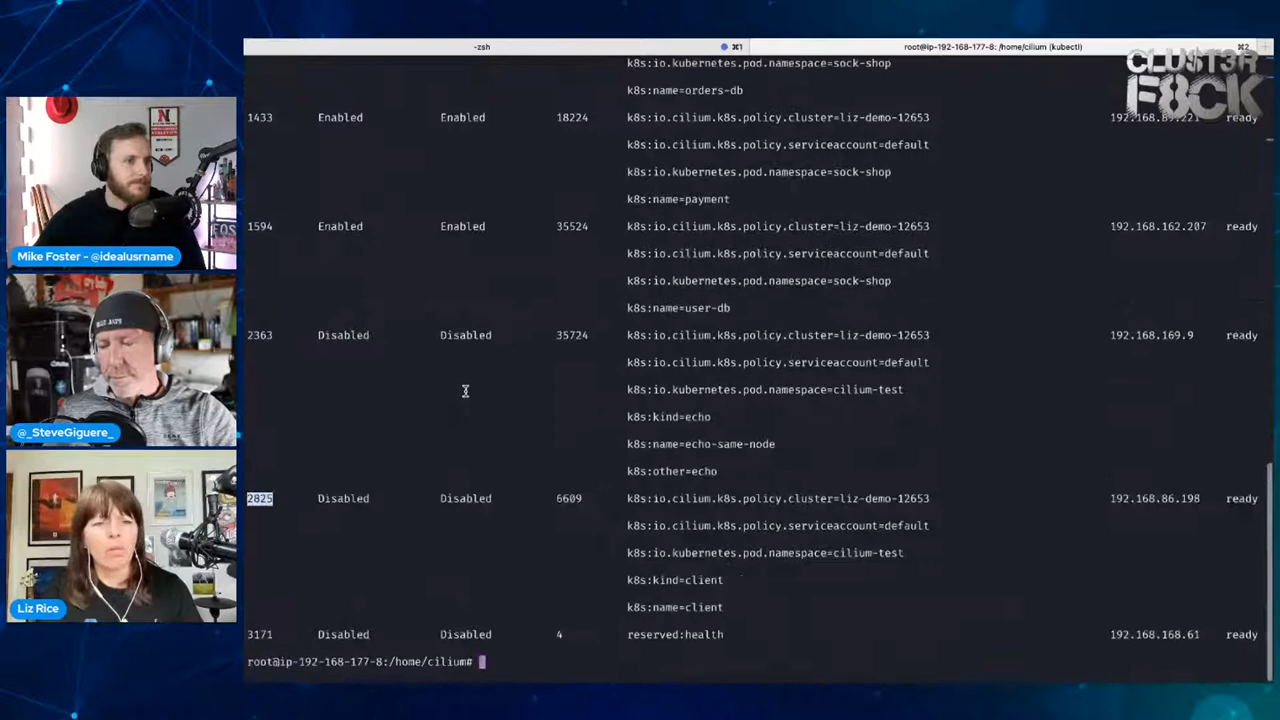 -zsh
⌘1
root@ip-192-168-177-8: /home/cilium (kubectl)
⌘2
CLUST3R
F8CK
k8s:io.kubernetes.pod.namespace=sock-shop
k8s:name=orders-db
1433 Enabled Enabled 18224 k8s:io.cilium.k8s.policy.cluster=liz-demo-12653 192.168.89.221 ready
k8s:io.cilium.k8s.policy.serviceaccount=default
k8s:io.kubernetes.pod.namespace=sock-shop
k8s:name=payment
1594 Enabled Enabled 35524 k8s:io.cilium.k8s.policy.cluster=liz-demo-12653 192.168.162.207 ready
k8s:io.cilium.k8s.policy.serviceaccount=default
k8s:io.kubernetes.pod.namespace=sock-shop
k8s:name=user-db
2363 Disabled Disabled 35724 k8s:io.cilium.k8s.policy.cluster=liz-demo-12653 192.168.169.9 ready
k8s:io.cilium.k8s.policy.serviceaccount=default
k8s:io.kubernetes.pod.namespace=cilium-test
k8s:kind=echo
k8s:name=echo-same-node
k8s:other=echo
2825 Disabled Disabled 6609 k8s:io.cilium.k8s.policy.cluster=liz-demo-12653 192.168.86.198 ready
k8s:io.cilium.k8s.policy.serviceaccount=default
k8s:io.kubernetes.pod.namespace=cilium-test
k8s:kind=client
k8s:name=client
3171 Disabled Disabled 4 reserved:health 192.168.168.61 ready
root@ip-192-168-177-8:/home/cilium#
Mike Foster - @idealusrname
@_SteveGiguere_
Liz Rice